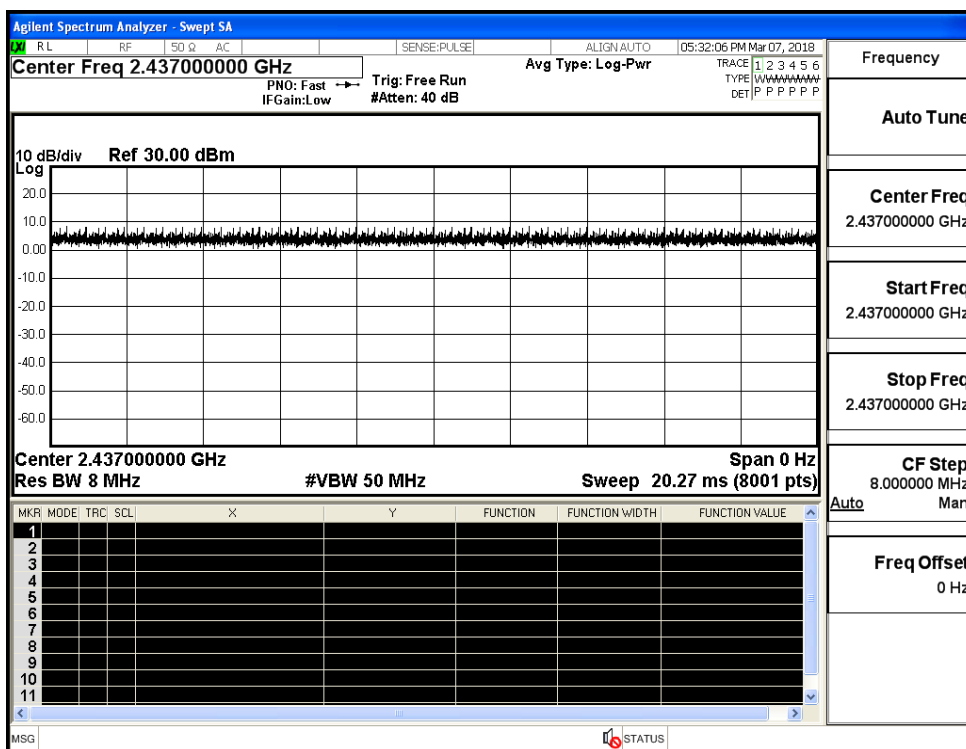 Agilent Spectrum Analyzer - Swept SA
LXI RL RF 50 Ω AC SENSE:PULSE ALIGN AUTO 05:32:06 PM Mar 07, 2018
Center Freq 2.437000000 GHz
PNO: Fast
IFGain:Low
Trig: Free Run
#Atten: 40 dB
Avg Type: Log-Pwr
TRACE 1 2 3 4 5 6
TYPE WWWWWW
DET P P P P P P
10 dB/div Ref 30.00 dBm
Log
20.0
10.0
0.00
-10.0
-20.0
-30.0
-40.0
-50.0
-60.0
Center 2.437000000 GHz Span 0 Hz
Res BW 8 MHz #VBW 50 MHz Sweep 20.27 ms (8001 pts)
MKR MODE TRC SCL X Y FUNCTION FUNCTION WIDTH FUNCTION VALUE
1
2
3
4
5
6
7
8
9
10
11
MSG STATUS
Frequency
Auto Tune
Center Freq
2.437000000 GHz
Start Freq
2.437000000 GHz
Stop Freq
2.437000000 GHz
CF Step
8.000000 MHz
Auto Man
Freq Offset
0 Hz